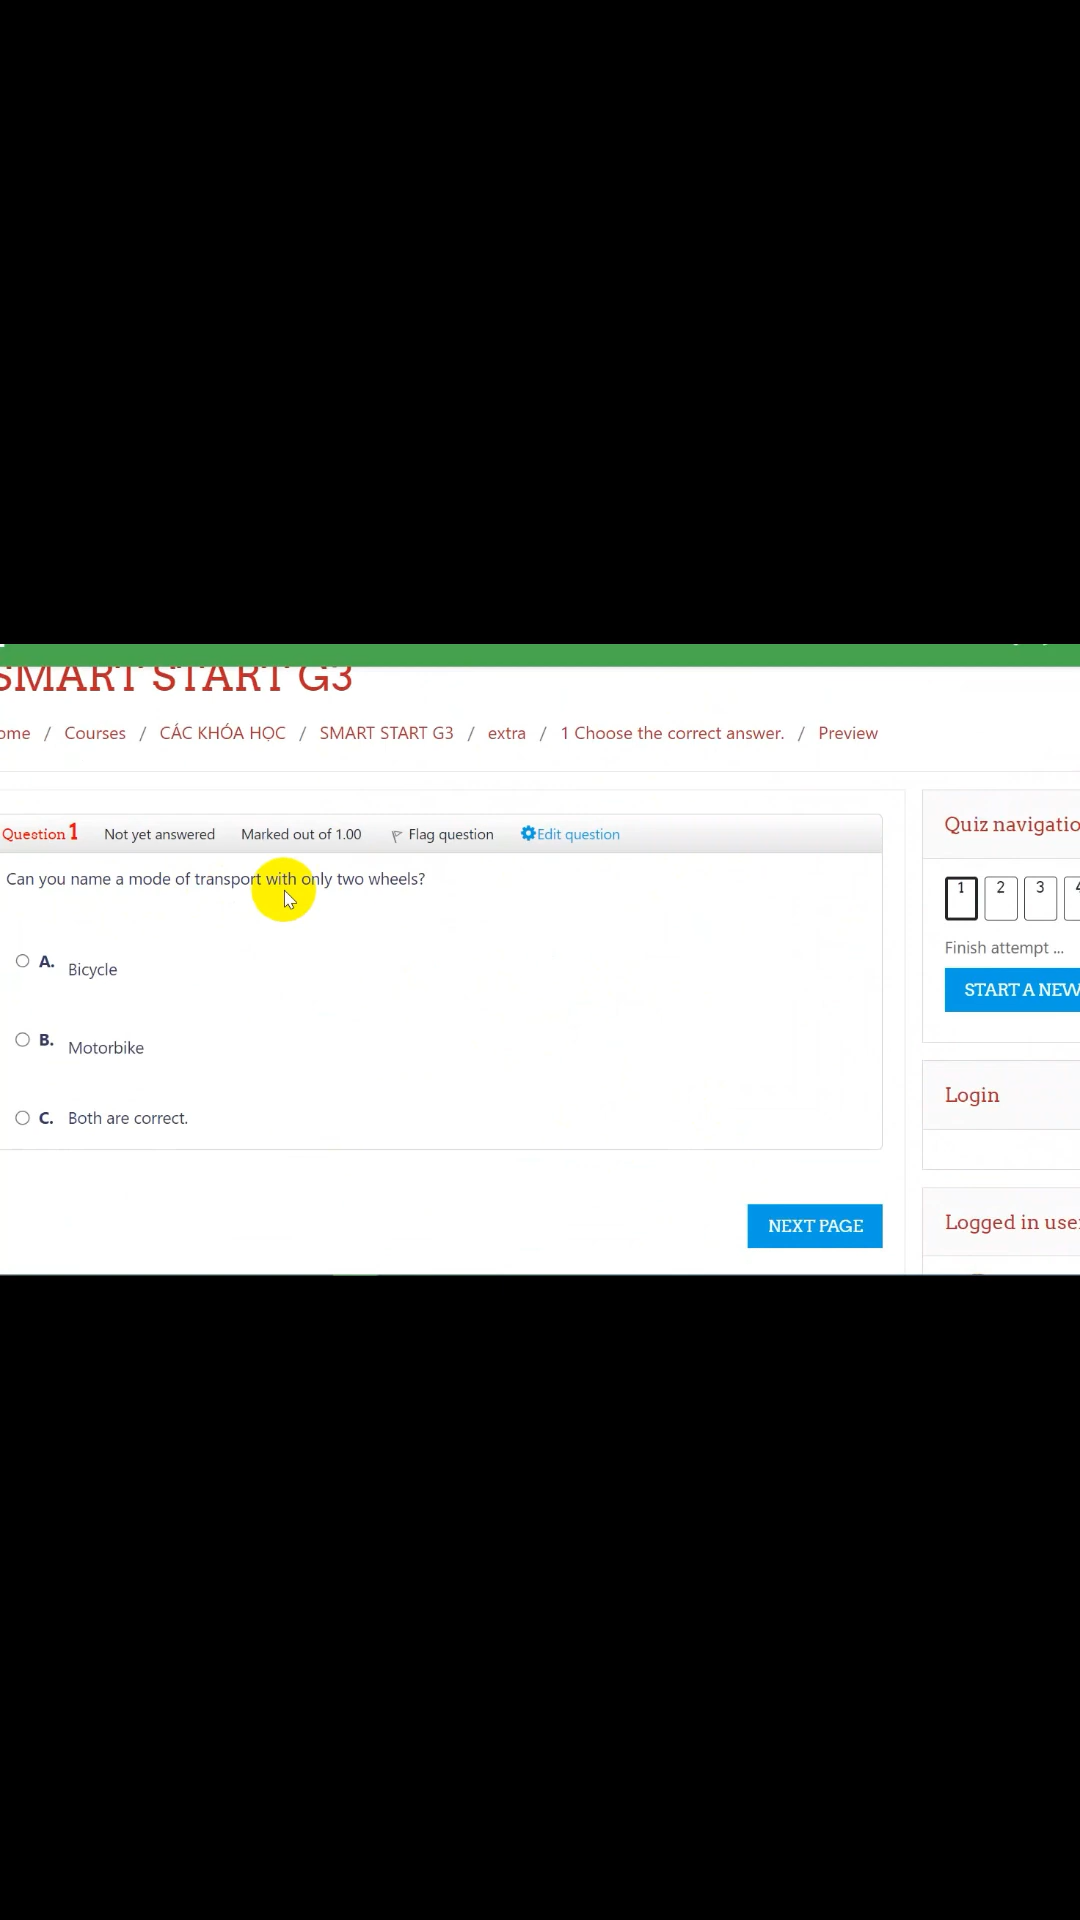 SMART START G3
ome / Courses / CÁC KHÓA HỌC / SMART START G3 / extra / 1 Choose the correct answer. / Preview
Question 1 Not yet answered Marked out of 1.00 Flag question Edit question
Can you name a mode of transport with only two wheels?
A. Bicycle
B. Motorbike
C. Both are correct.
NEXT PAGE
Quiz navigatio
1 2 3 4
Finish attempt ...
START A NEW
Login
Logged in use